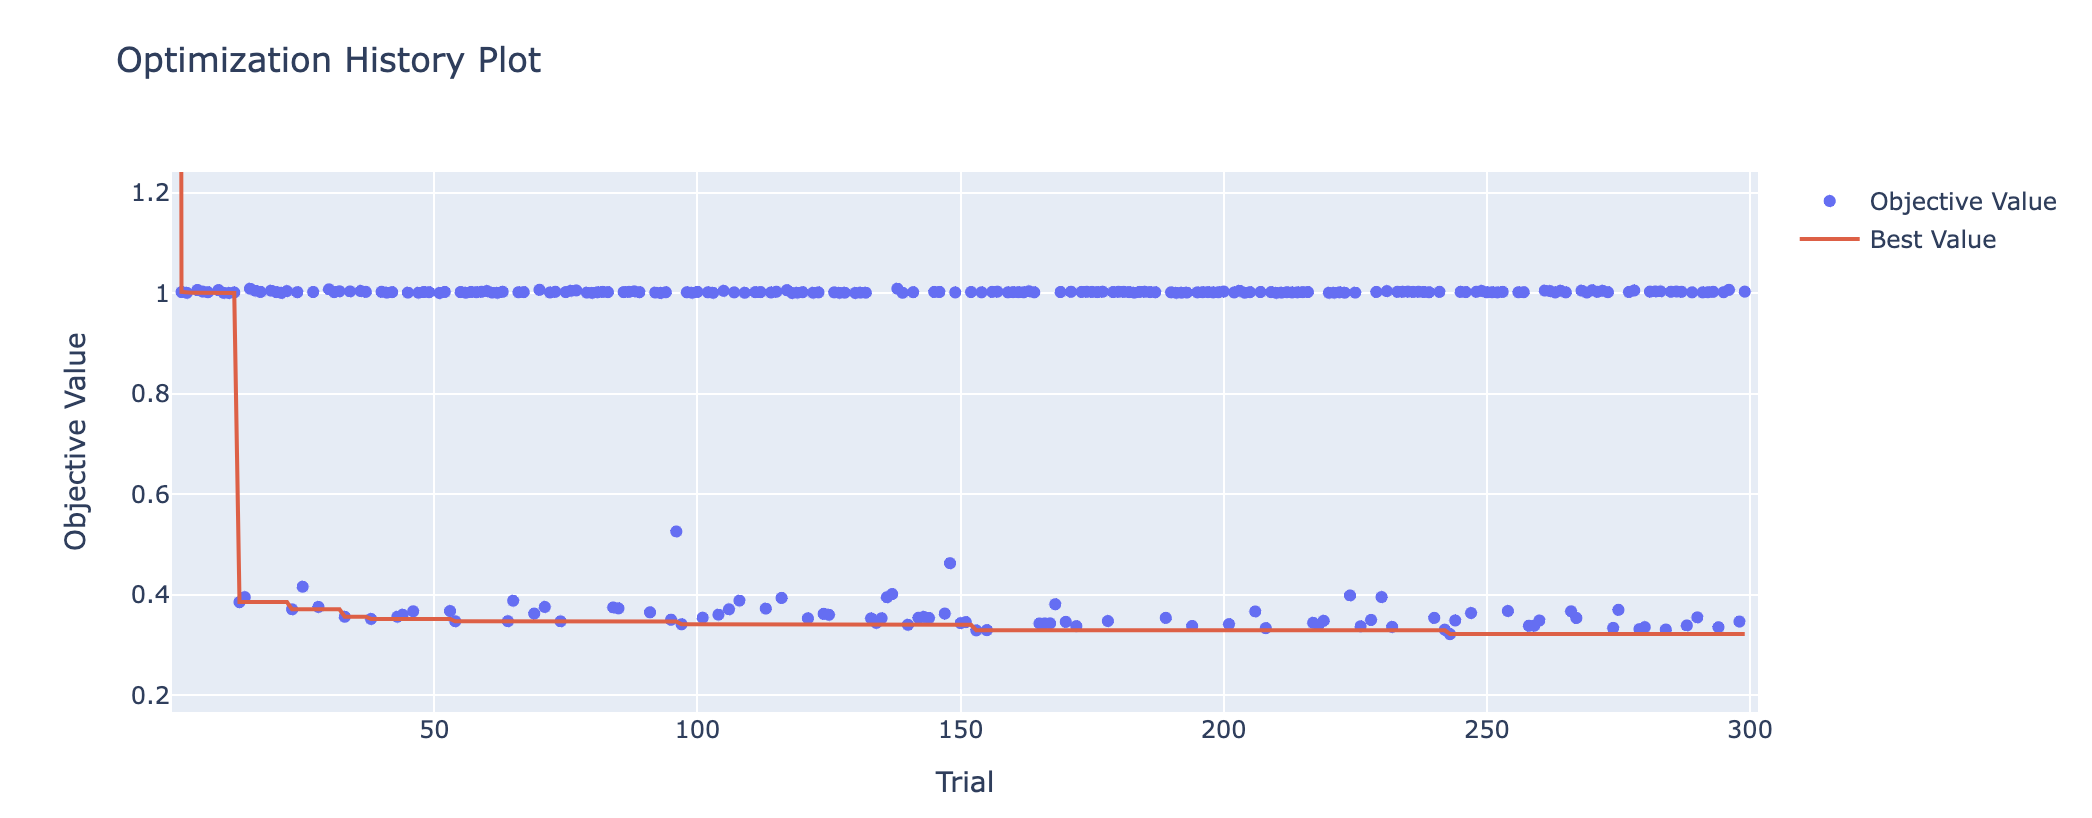 Optimization History Plot
1.2
1
0.8
0.6
0.4
0.2
Objective Value
50
100
150
200
250
300
Trial
Objective Value
Best Value